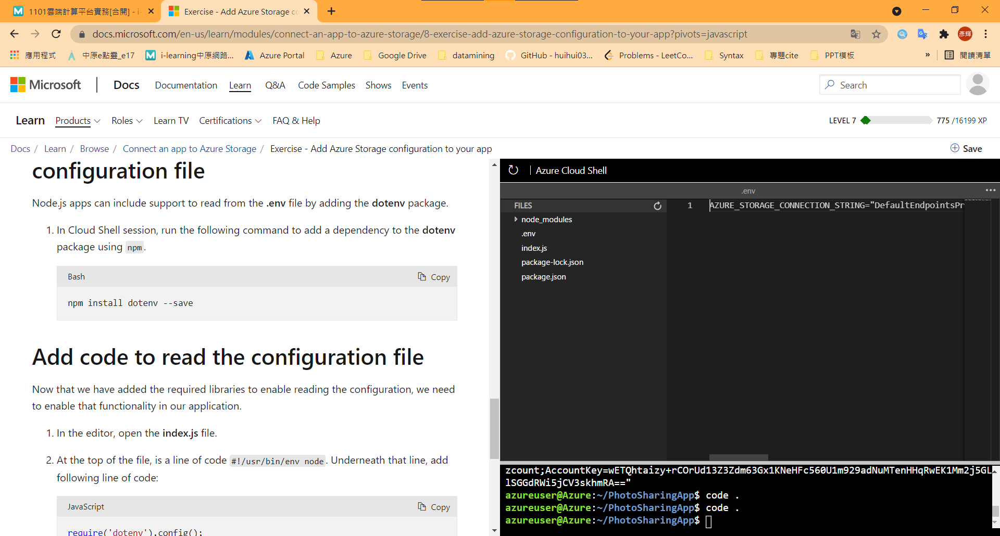 1101雲端計算平台實務[合開] - i-
Exercise - Add Azure Storage co
docs.microsoft.com/en-us/learn/modules/connect-an-app-to-azure-storage/8-exercise-add-azure-storage-configuration-to-your-app?pivots=javascript
彥輝
應用程式
中原e點靈_e17
i-learning中原網路...
Azure Portal
Azure
Google Drive
datamining
GitHub - huihui03...
Problems - LeetCo...
Syntax
專題cite
PPT模板
»
閱讀清單
Microsoft
Docs
Documentation
Learn
Q&A
Code Samples
Shows
Events
Search
Learn
Products
Roles
Learn TV
Certifications
FAQ & Help
LEVEL 7
775 /16199 XP
Docs / Learn / Browse / Connect an app to Azure Storage / Exercise - Add Azure Storage configuration to your app
Save
configuration file
Node.js apps can include support to read from the .env file by adding the dotenv package.
1. In Cloud Shell session, run the following command to add a dependency to the dotenv
package using npm.
Bash
Copy
npm install dotenv --save
Add code to read the configuration file
Now that we have added the required libraries to enable reading the configuration, we need
to enable that functionality in our application.
1. In the editor, open the index.js file.
2. At the top of the file, is a line of code #!/usr/bin/env node. Underneath that line, add
following line of code:
JavaScript
Copy
require('dotenv').config();
Azure Cloud Shell
.env
FILES
node_modules
.env
index.js
package-lock.json
package.json
1
AZURE_STORAGE_CONNECTION_STRING="DefaultEndpointsPr
zcount;AccountKey=wETQhtaizy+rCOrUd13Z3Zdm63Gx1KNeHFc560U1m929adNuMTenHHqRwEK1Mm2j5GL
lSGGdRWi5jCV3skhmRA=="
azureuser@Azure:~/PhotoSharingApp$ code .
azureuser@Azure:~/PhotoSharingApp$ code .
azureuser@Azure:~/PhotoSharingApp$